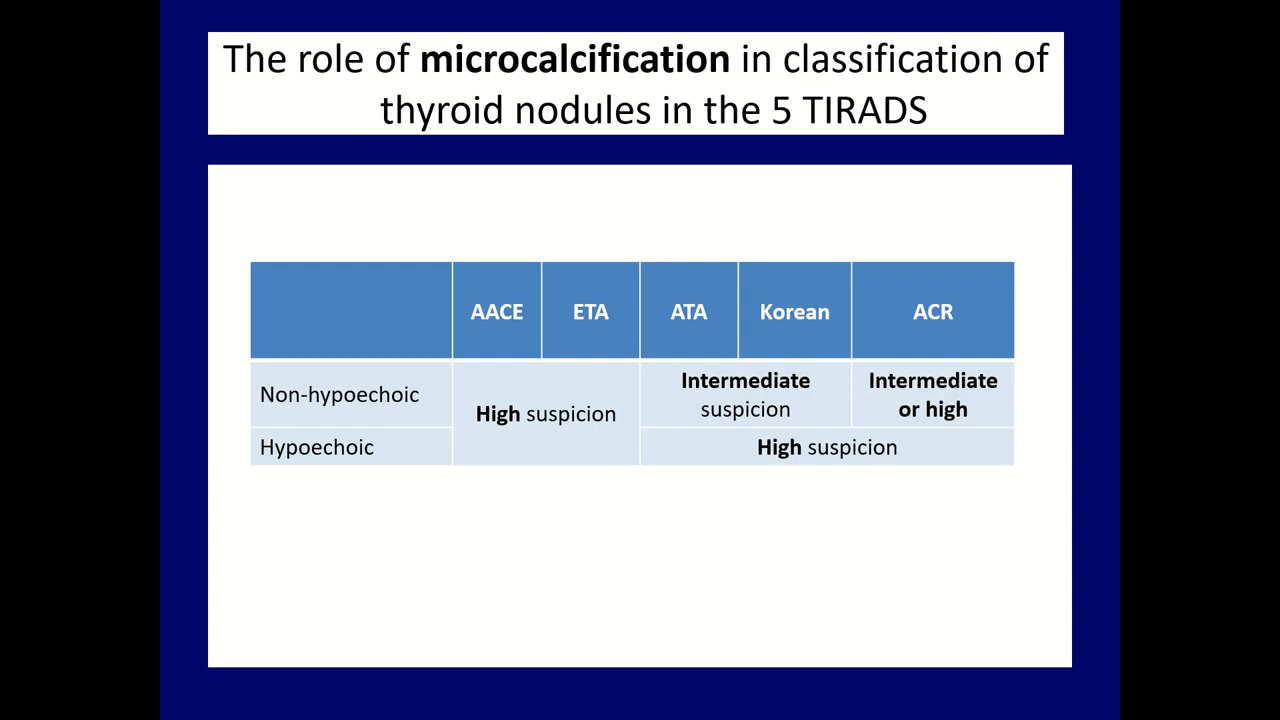 The role of microcalcification in classification of
thyroid nodules in the 5 TIRADS
AACE ETA ATA Korean ACR
Non-hypoechoic
High suspicion
Intermediate
suspicion
Intermediate
or high
Hypoechoic
High suspicion